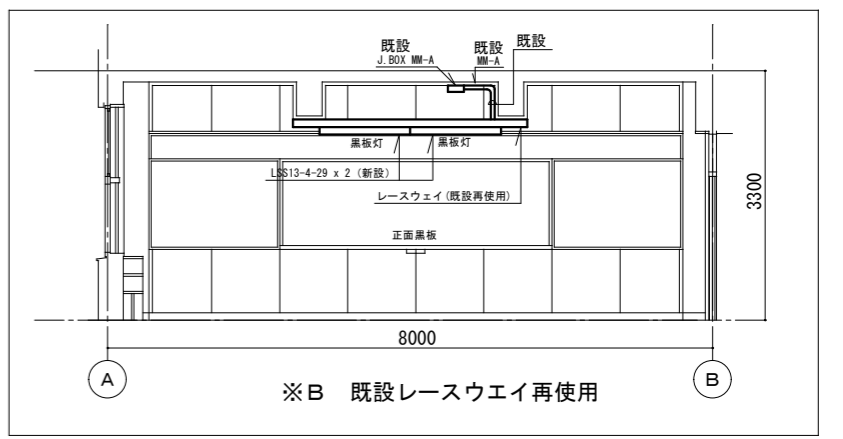 既設
J.BOX MM-A
既設
MM-A
既設
黒板灯
黒板灯
LSS13-4-29 x 2 (新設)
レースウェイ(既設再使用)
正面黒板
3300
8000
A
B
※B 既設レースウエイ再使用